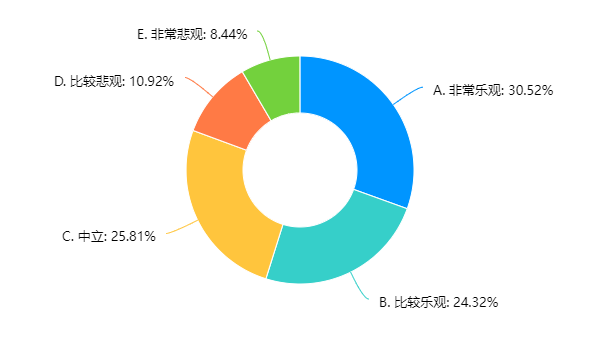 E. 非常悲观: 8.44%
D. 比较悲观: 10.92%
A. 非常乐观: 30.52%
C. 中立: 25.81%
B. 比较乐观: 24.32%